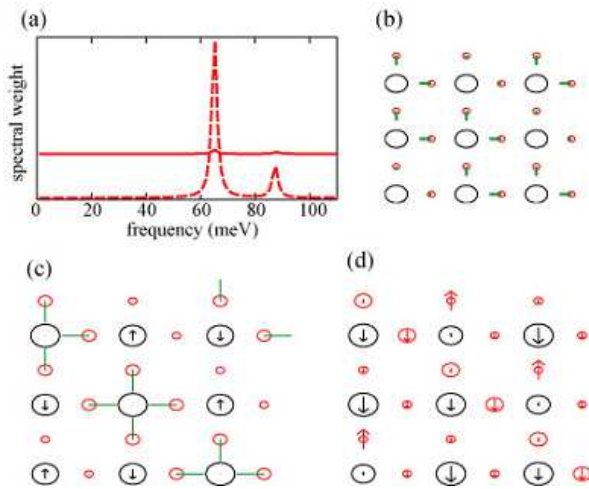 (a)
spectral weight
0 20 40 60 80 100
frequency (meV)
(b)
(c)
(d)